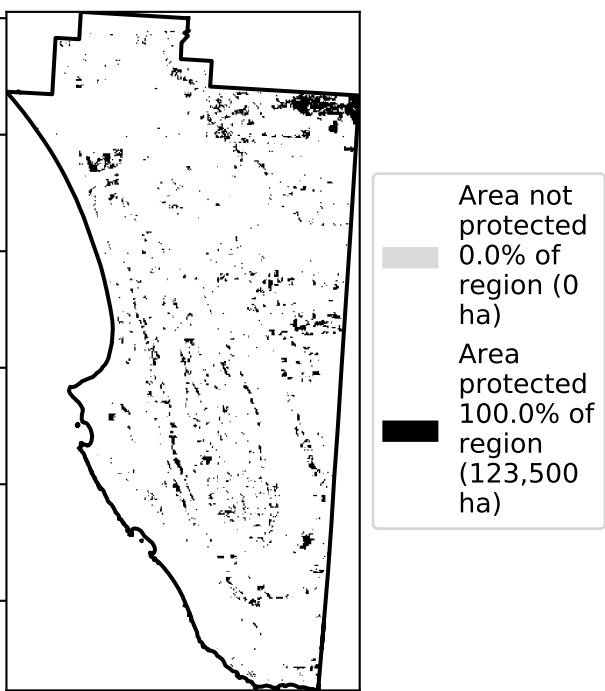 Area not
protected
0.0% of
region (0
ha)
Area
protected
100.0% of
region
(123,500
ha)